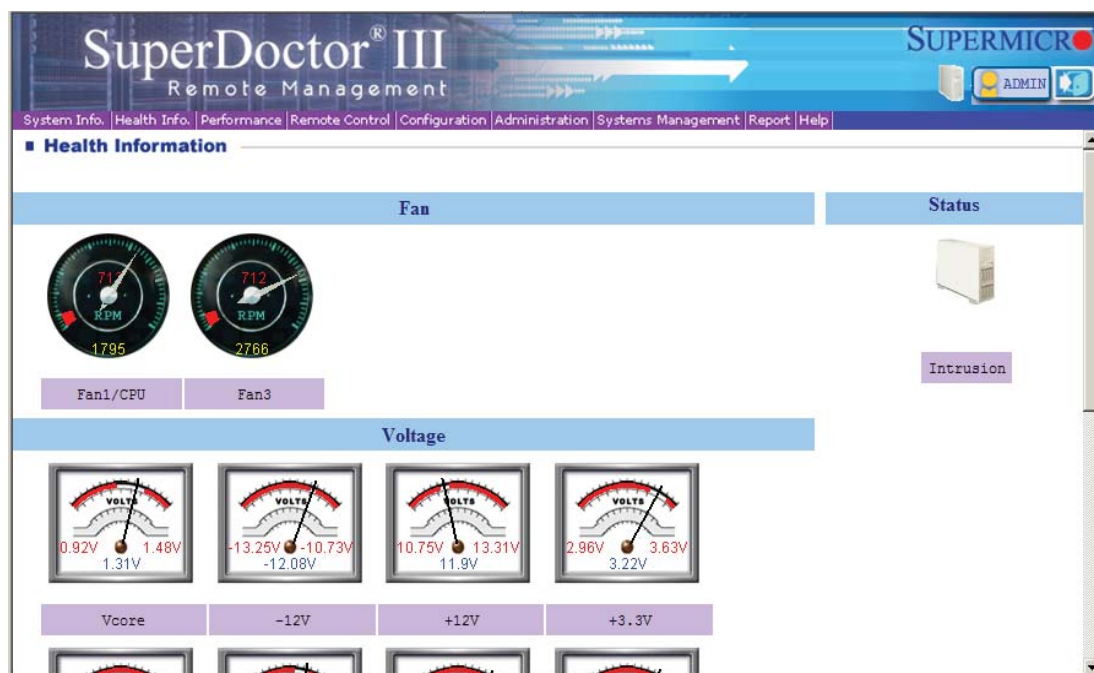 SuperDoctor® III
Remote Management
SUPERMICR
ADMIN
System Info. | Health Info. | Performance | Remote Control | Configuration | Administration | Systems Management | Report | Help
Health Information
Fan
Status
712
RPM
1795
712
RPM
2766
Fan1/CPU
Fan3
Intrusion
Voltage
VOLTS
0.92V 1.48V
1.31V
VOLTS
-13.25V -10.73V
-12.08V
VOLTS
10.75V 13.31V
11.9V
VOLTS
2.96V 3.63V
3.22V
Vcore
-12V
+12V
+3.3V